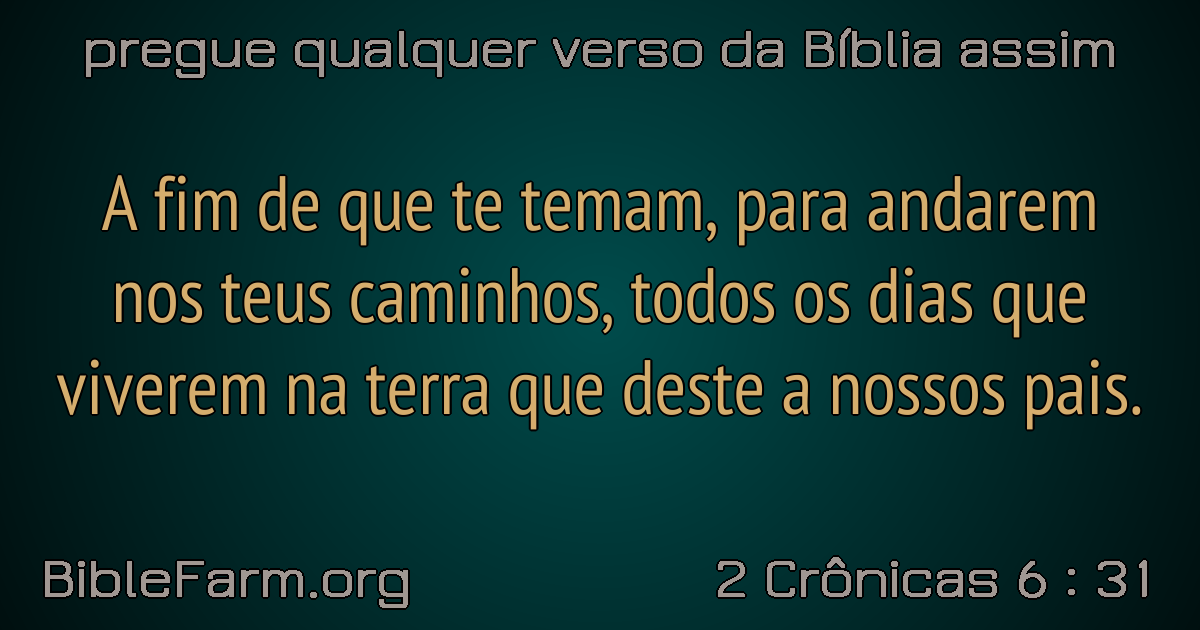 pregue qualquer verso da Bíblia assim
A fim de que te temam, para andarem
nos teus caminhos, todos os dias que
viverem na terra que deste a nossos pais.
BibleFarm.org
2 Crônicas 6 : 31